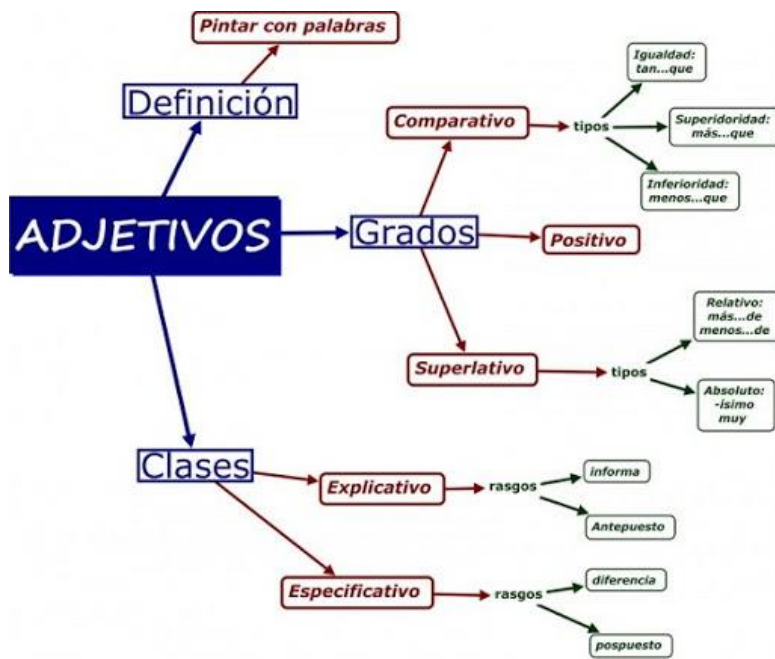 Pintar con palabras
Definición
ADJETIVOS
Grados
Comparativo
tipos
Igualdad:
tan...que
Superidoridad:
más...que
Inferioridad:
menos...que
Positivo
Superlativo
tipos
Relativo:
más...de
menos...de
Absoluto:
-ísimo
muy
Clases
Explicativo
rasgos
informa
Antepuesto
Especificativo
rasgos
diferencia
pospuesto